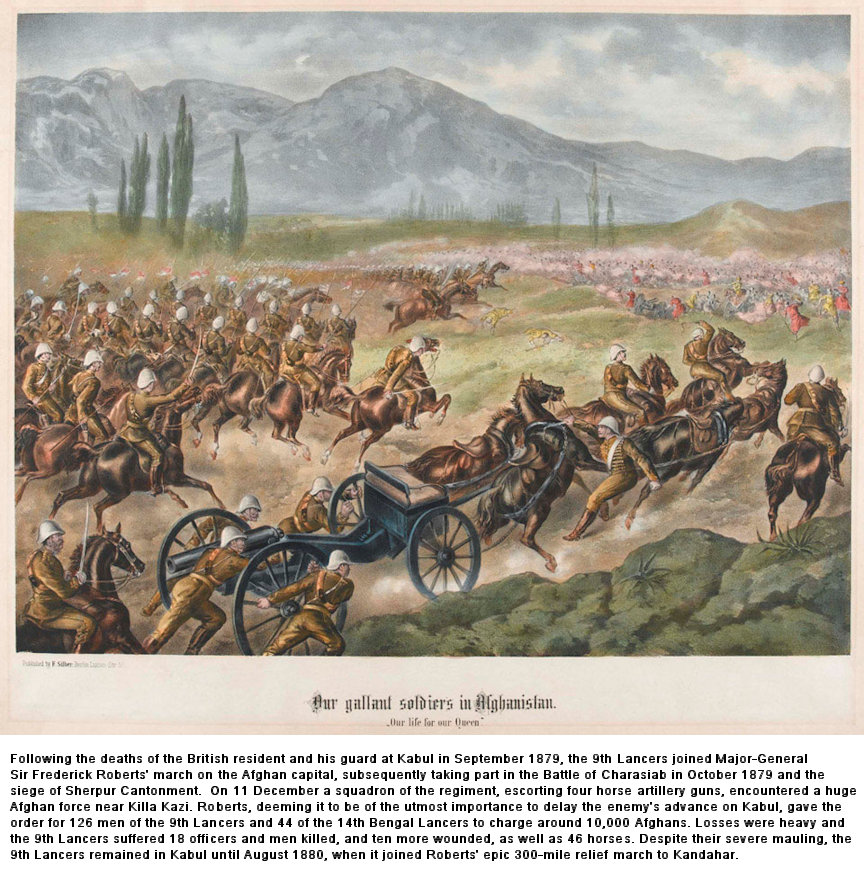 Published by F. Silber, Berlin
Our gallant soldiers in Afghanistan.
„Our life for our Queen"
Following the deaths of the British resident and his guard at Kabul in September 1879, the 9th Lancers joined Major-General
Sir Frederick Roberts' march on the Afghan capital, subsequently taking part in the Battle of Charasiab in October 1879 and the
siege of Sherpur Cantonment. On 11 December a squadron of the regiment, escorting four horse artillery guns, encountered a huge
Afghan force near Killa Kazi. Roberts, deeming it to be of the utmost importance to delay the enemy's advance on Kabul, gave the
order for 126 men of the 9th Lancers and 44 of the 14th Bengal Lancers to charge around 10,000 Afghans. Losses were heavy and
the 9th Lancers suffered 18 officers and men killed, and ten more wounded, as well as 46 horses. Despite their severe mauling, the
9th Lancers remained in Kabul until August 1880, when it joined Roberts' epic 300-mile relief march to Kandahar.